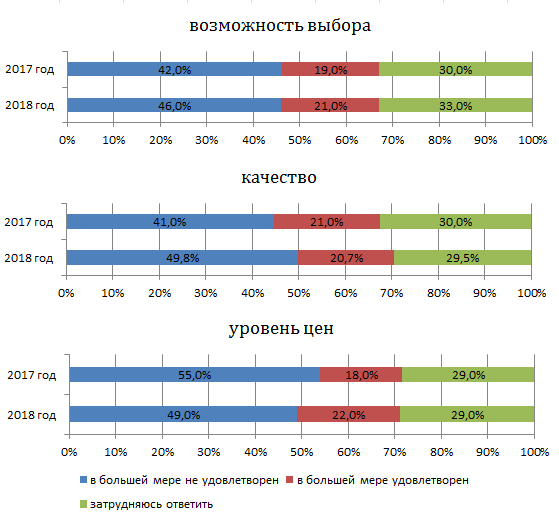 возможность выбора
2017 год 42,0% 19,0% 30,0%
2018 год 46,0% 21,0% 33,0%
0% 10% 20% 30% 40% 50% 60% 70% 80% 90% 100%
качество
2017 год 41,0% 21,0% 30,0%
2018 год 49,8% 20,7% 29,5%
0% 10% 20% 30% 40% 50% 60% 70% 80% 90% 100%
уровень цен
2017 год 55,0% 18,0% 29,0%
2018 год 49,0% 22,0% 29,0%
0% 10% 20% 30% 40% 50% 60% 70% 80% 90% 100%
в большей мере не удовлетворен в большей мере удовлетворен
затрудняюсь ответить